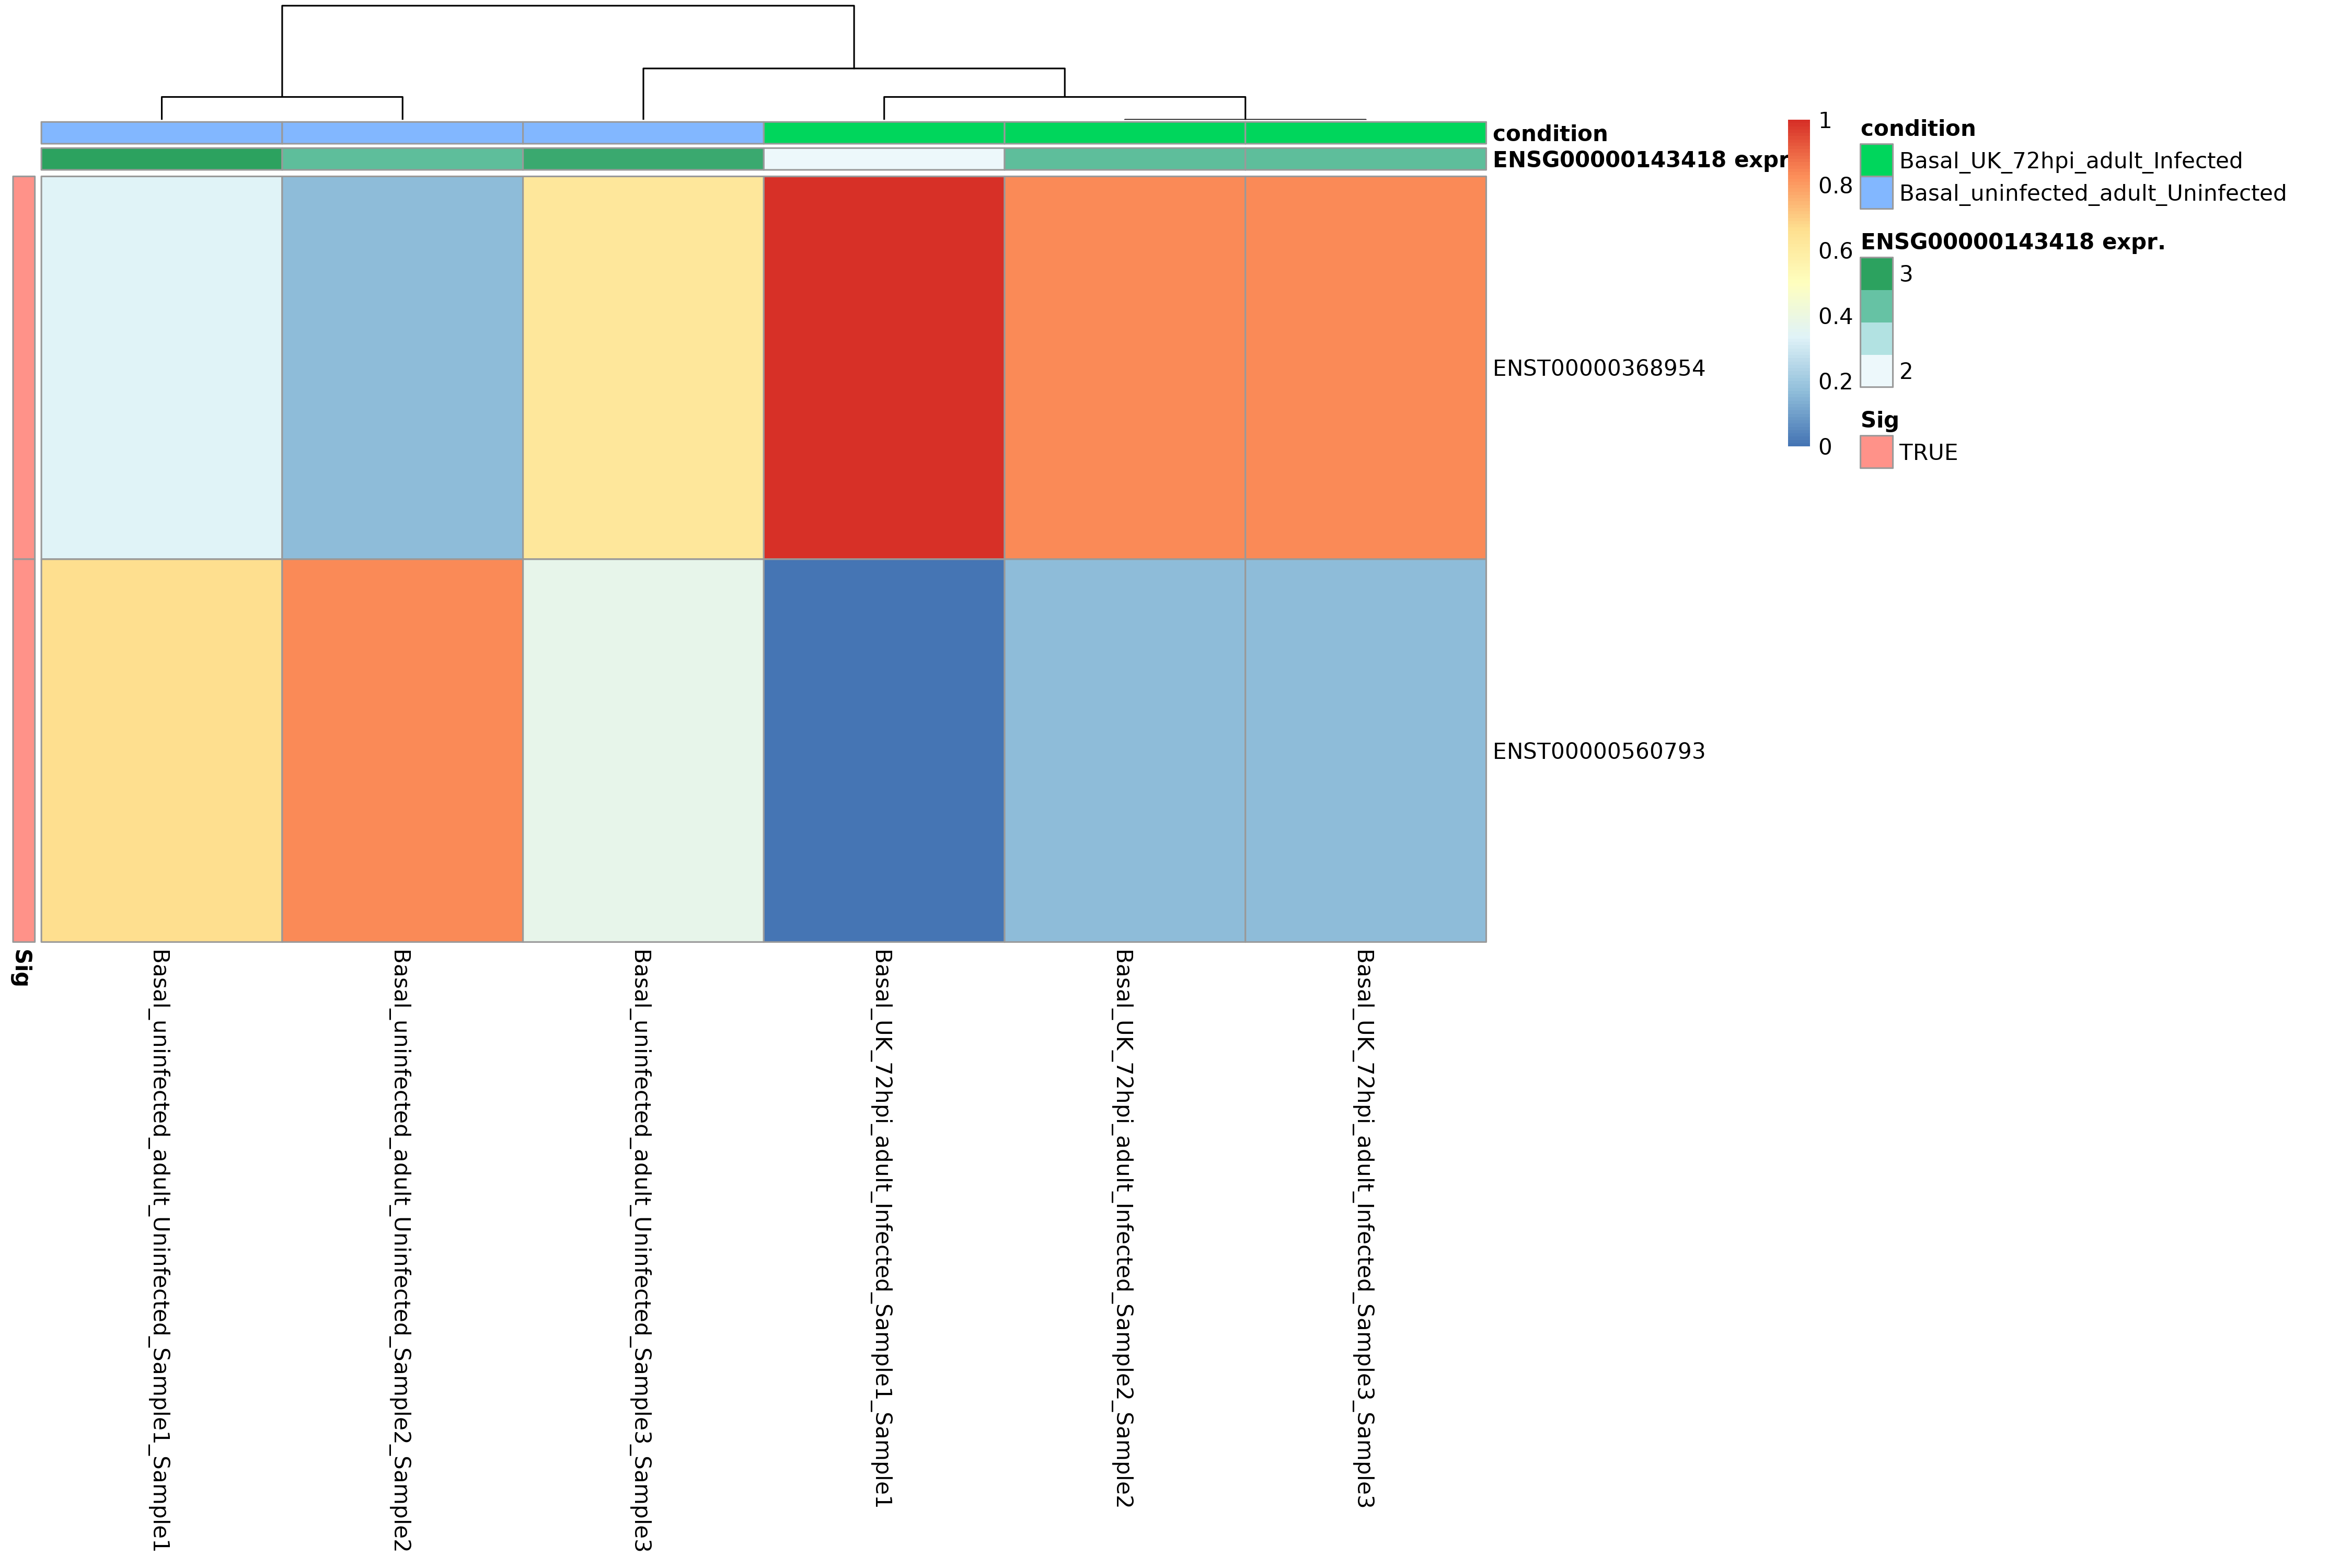 condition
ENSG00000143418 expr
ENST00000368954
ENST00000560793
1
0.8
0.6
0.4
0.2
0
condition
Basal_UK_72hpi_adult_Infected
Basal_uninfected_adult_Uninfected
ENSG00000143418 expr.
3
2
Sig
TRUE
Sig
Basal_uninfected_adult_Uninfected_Sample1_Sample1
Basal_uninfected_adult_Uninfected_Sample2_Sample2
Basal_uninfected_adult_Uninfected_Sample3_Sample3
Basal_UK_72hpi_adult_Infected_Sample1_Sample1
Basal_UK_72hpi_adult_Infected_Sample2_Sample2
Basal_UK_72hpi_adult_Infected_Sample3_Sample3